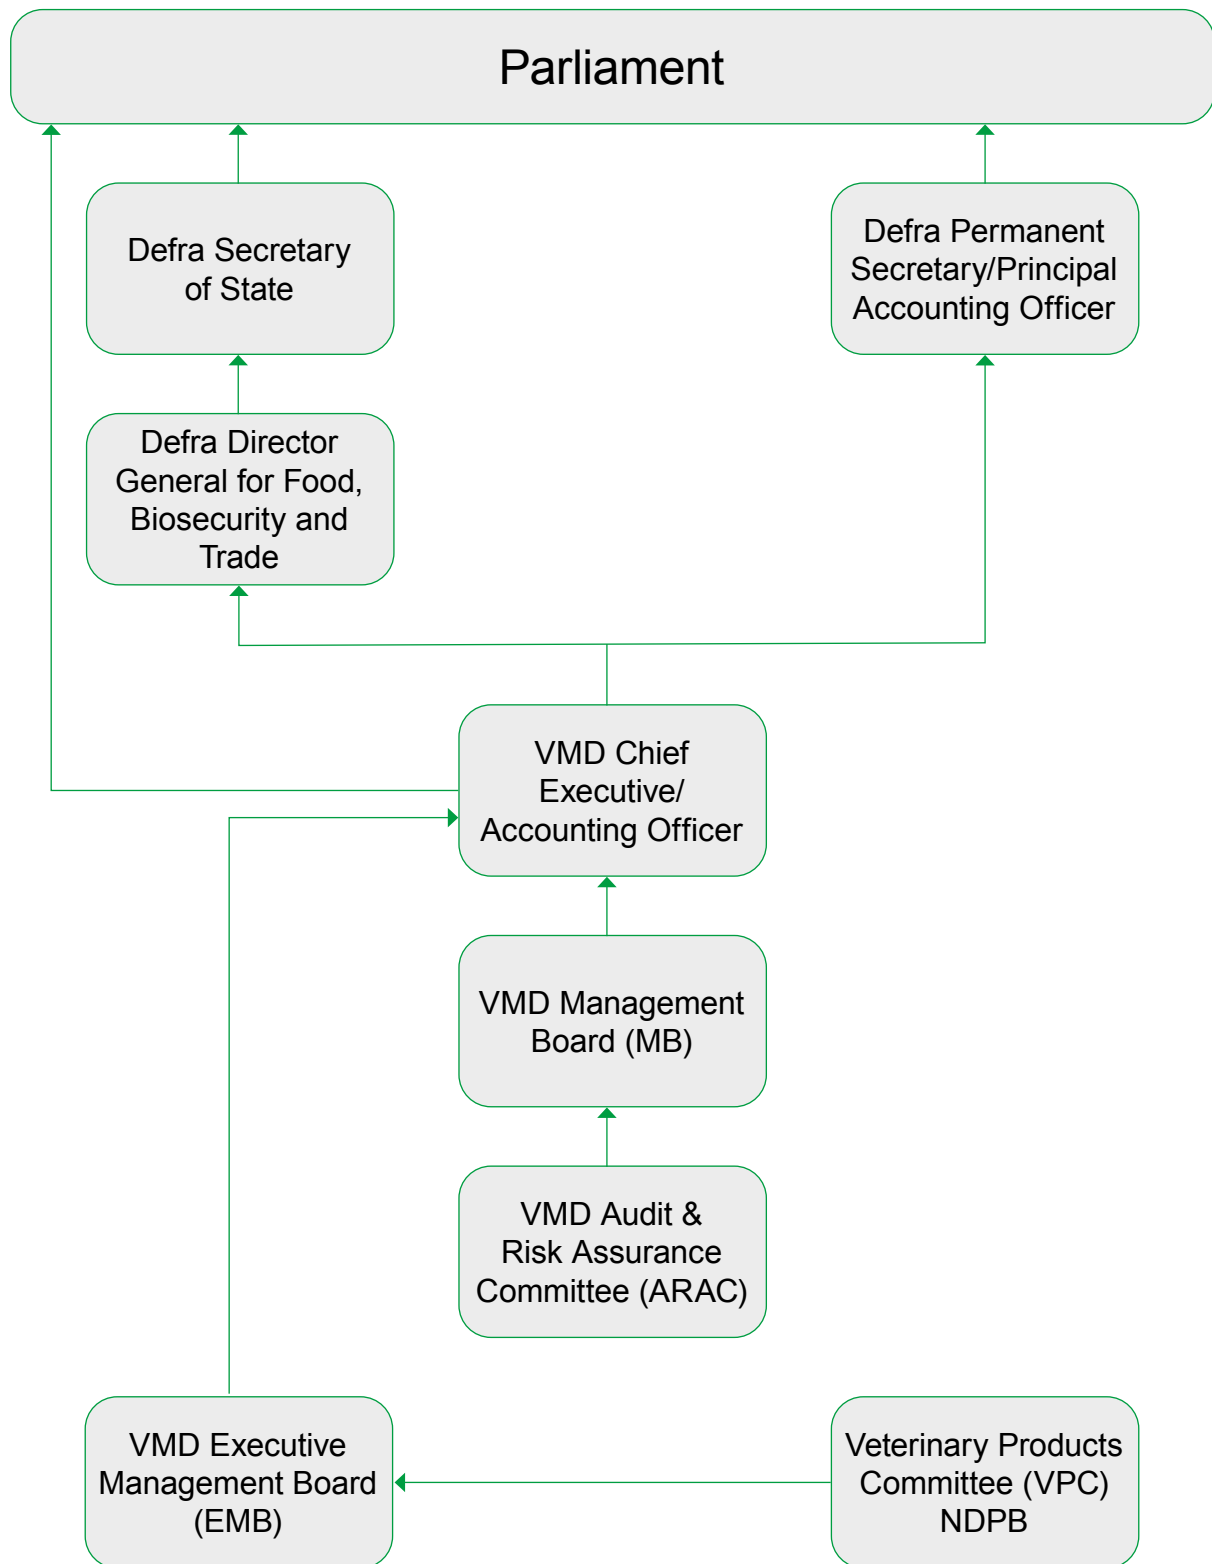 Parliament
Defra Secretary
of State
Defra Permanent
Secretary/Principal
Accounting Officer
Defra Director
General for Food,
Biosecurity and
Trade
VMD Chief
Executive/
Accounting Officer
VMD Management
Board (MB)
VMD Audit &
Risk Assurance
Committee (ARAC)
VMD Executive
Management Board
(EMB)
Veterinary Products
Committee (VPC)
NDPB